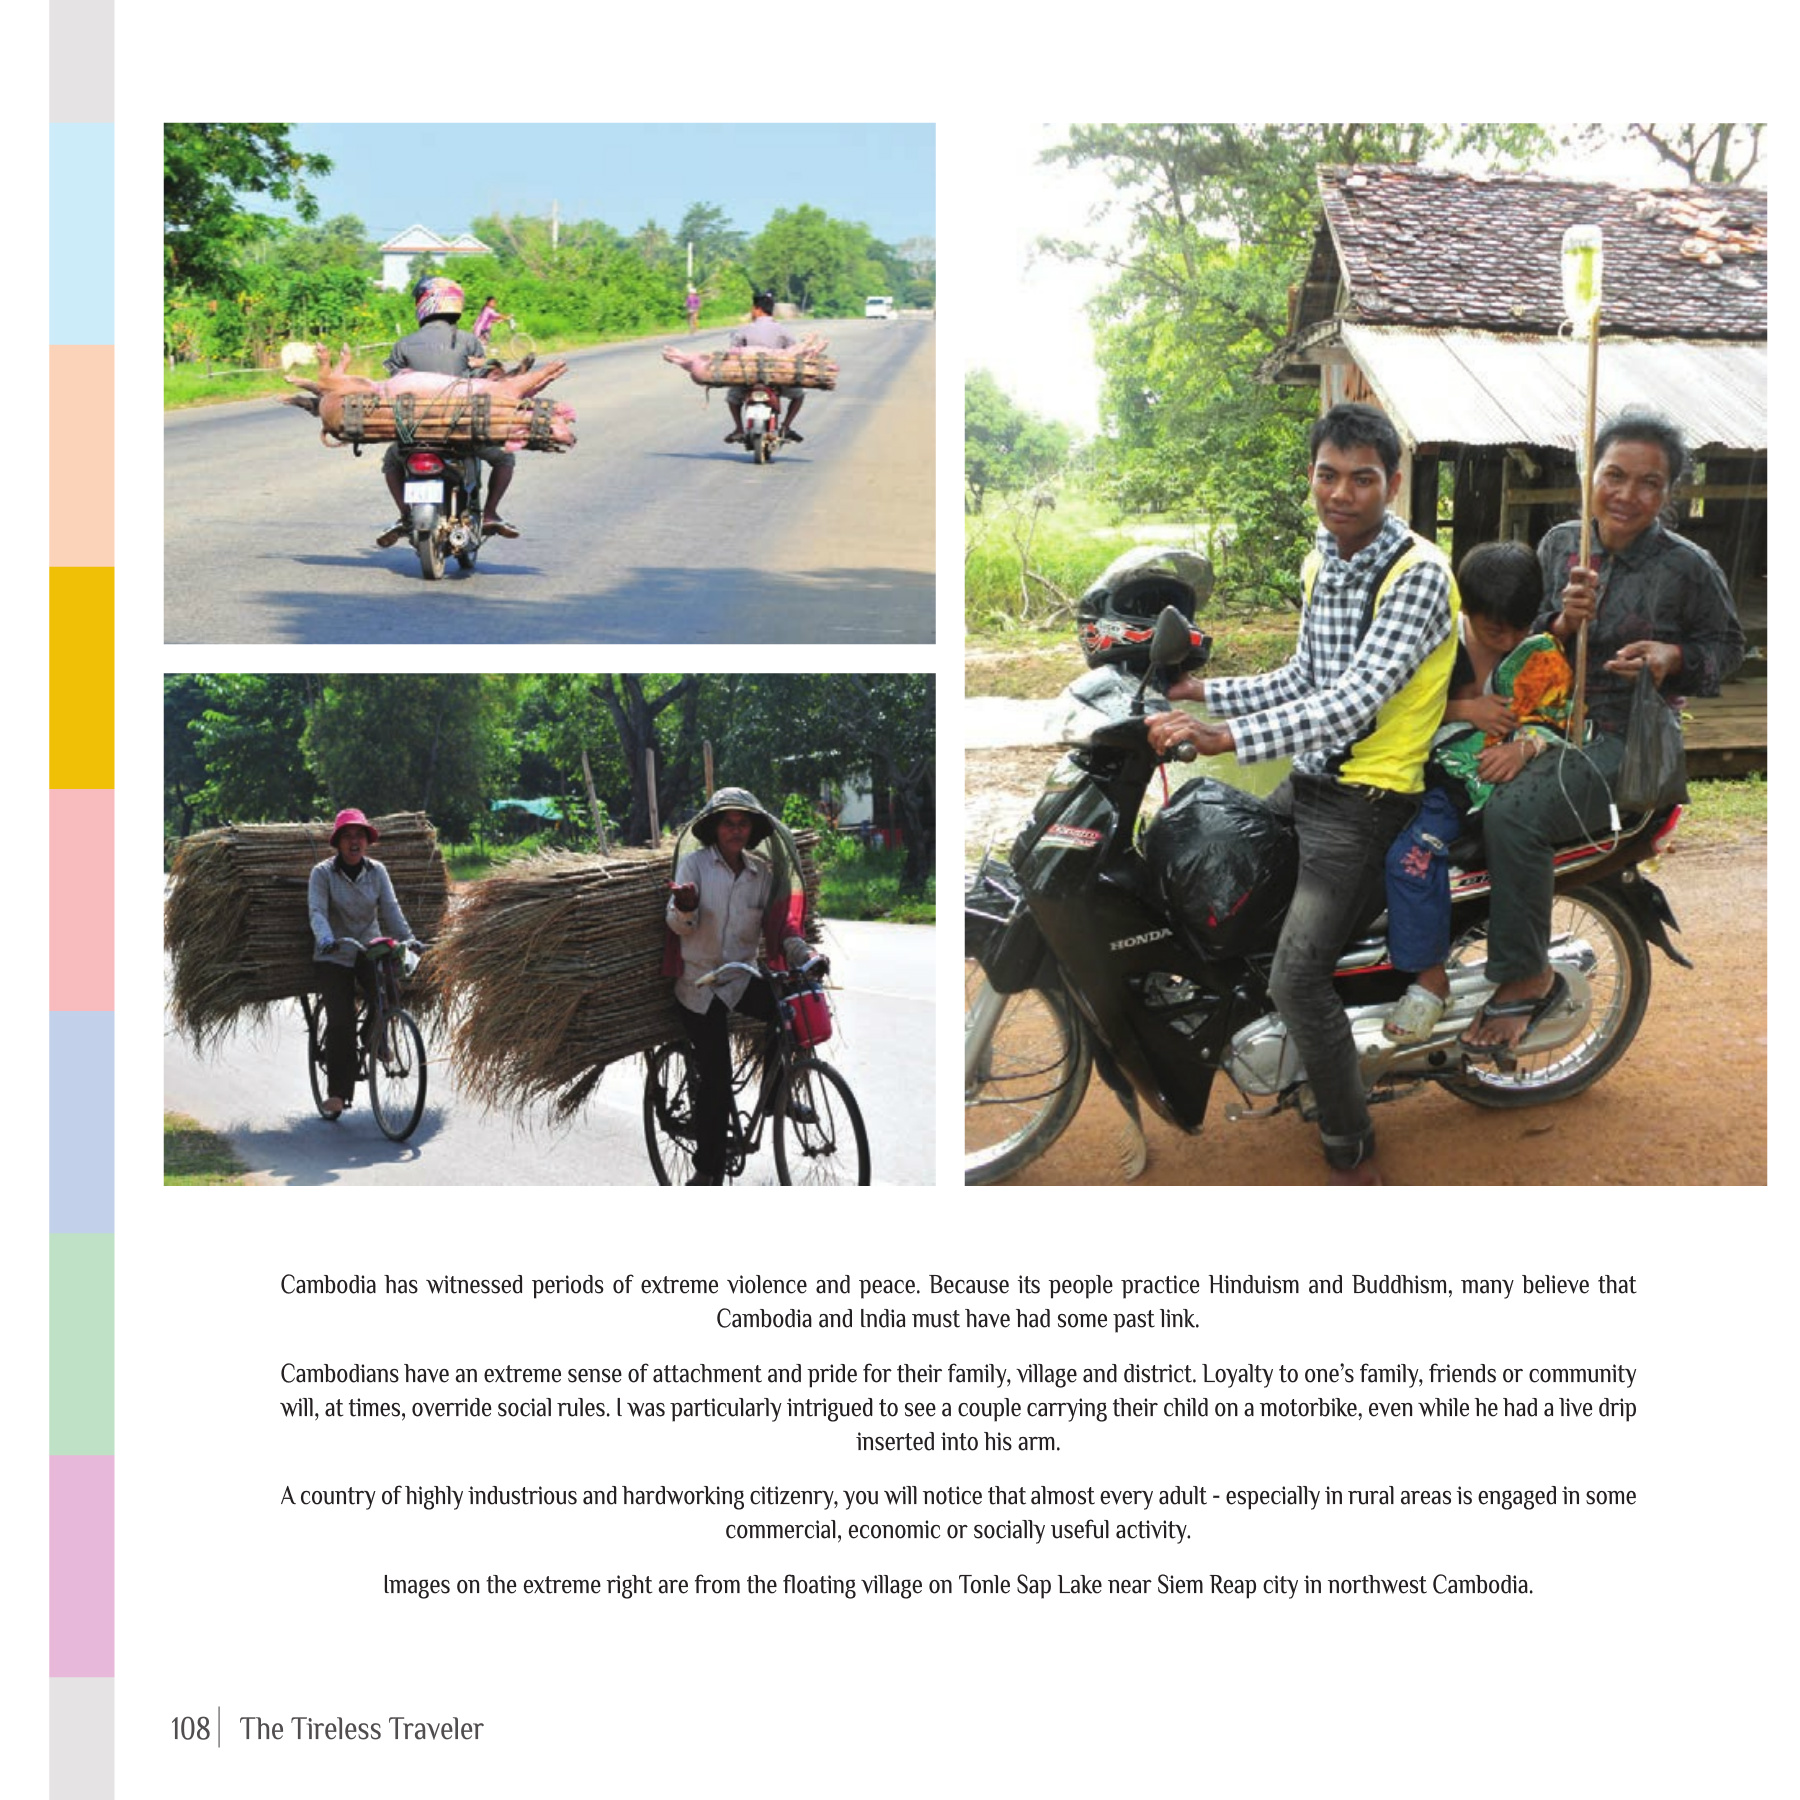 HONDA
Cambodia has witnessed periods of extreme violence and peace. Because its people practice Hinduism and Buddhism, many believe that
Cambodia and India must have had some past link.
Cambodians have an extreme sense of attachment and pride for their family, village and district. Loyalty to one's family, friends or community
will, at times, override social rules. I was particularly intrigued to see a couple carrying their child on a motorbike, even while he had a live drip
inserted into his arm.
A country of highly industrious and hardworking citizenry, you will notice that almost every adult - especially in rural areas is engaged in some
commercial, economic or socially useful activity.
Images on the extreme right are from the floating village on Tonle Sap Lake near Siem Reap city in northwest Cambodia.
108 The Tireless Traveler